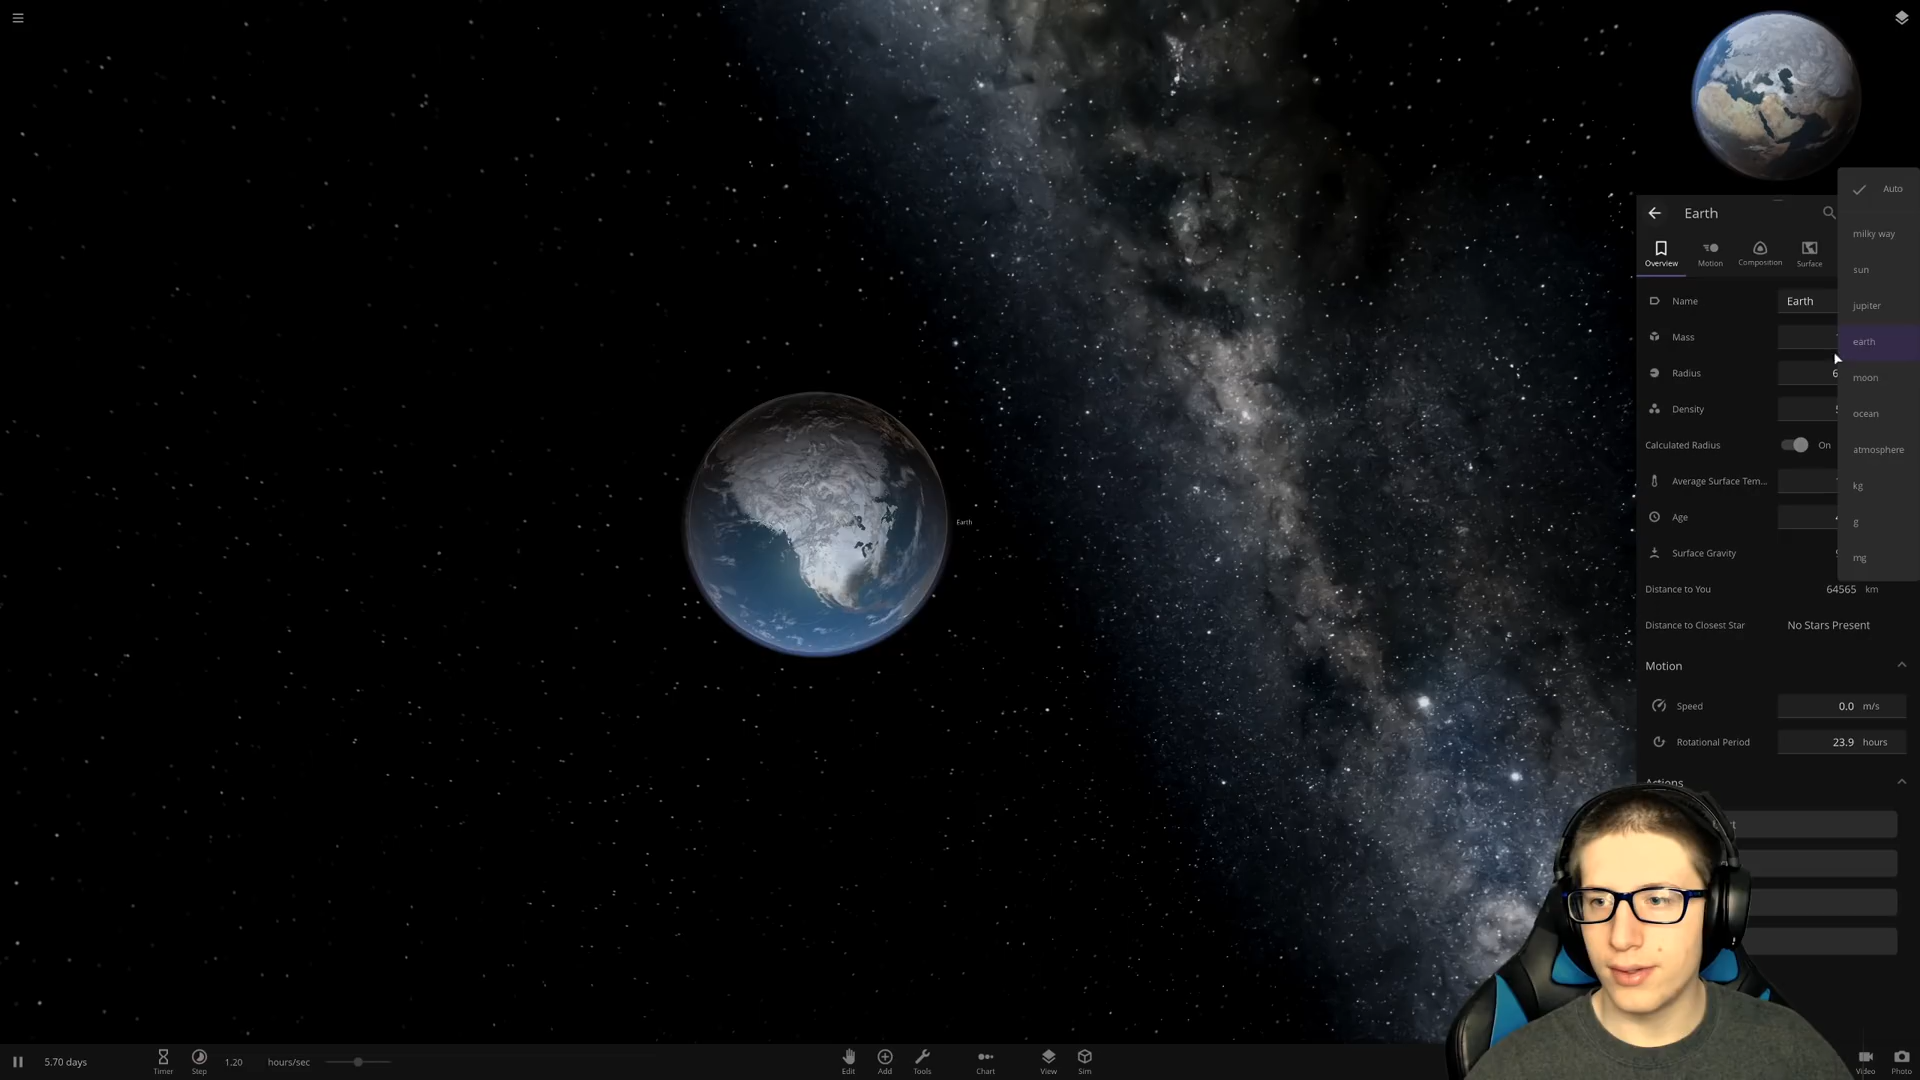 Auto
Earth
milky way
sun
Overview
Motion
Composition
Surface
jupiter
Name
Earth
Mass
earth
Radius
6
moon
Density
ocean
Calculated Radius
On
atmosphere
Average Surface Tem...
kg
Age
g
Surface Gravity
mg
Distance to You
64565 km
Distance to Closest Star
No Stars Present
Earth
Motion
Speed
0.0 m/s
Rotational Period
23.9 hours
Actions
5.70 days
Timer
Step
1.20
hours/sec
Edit
Add
Tools
Chart
View
Sim
Video
Photo